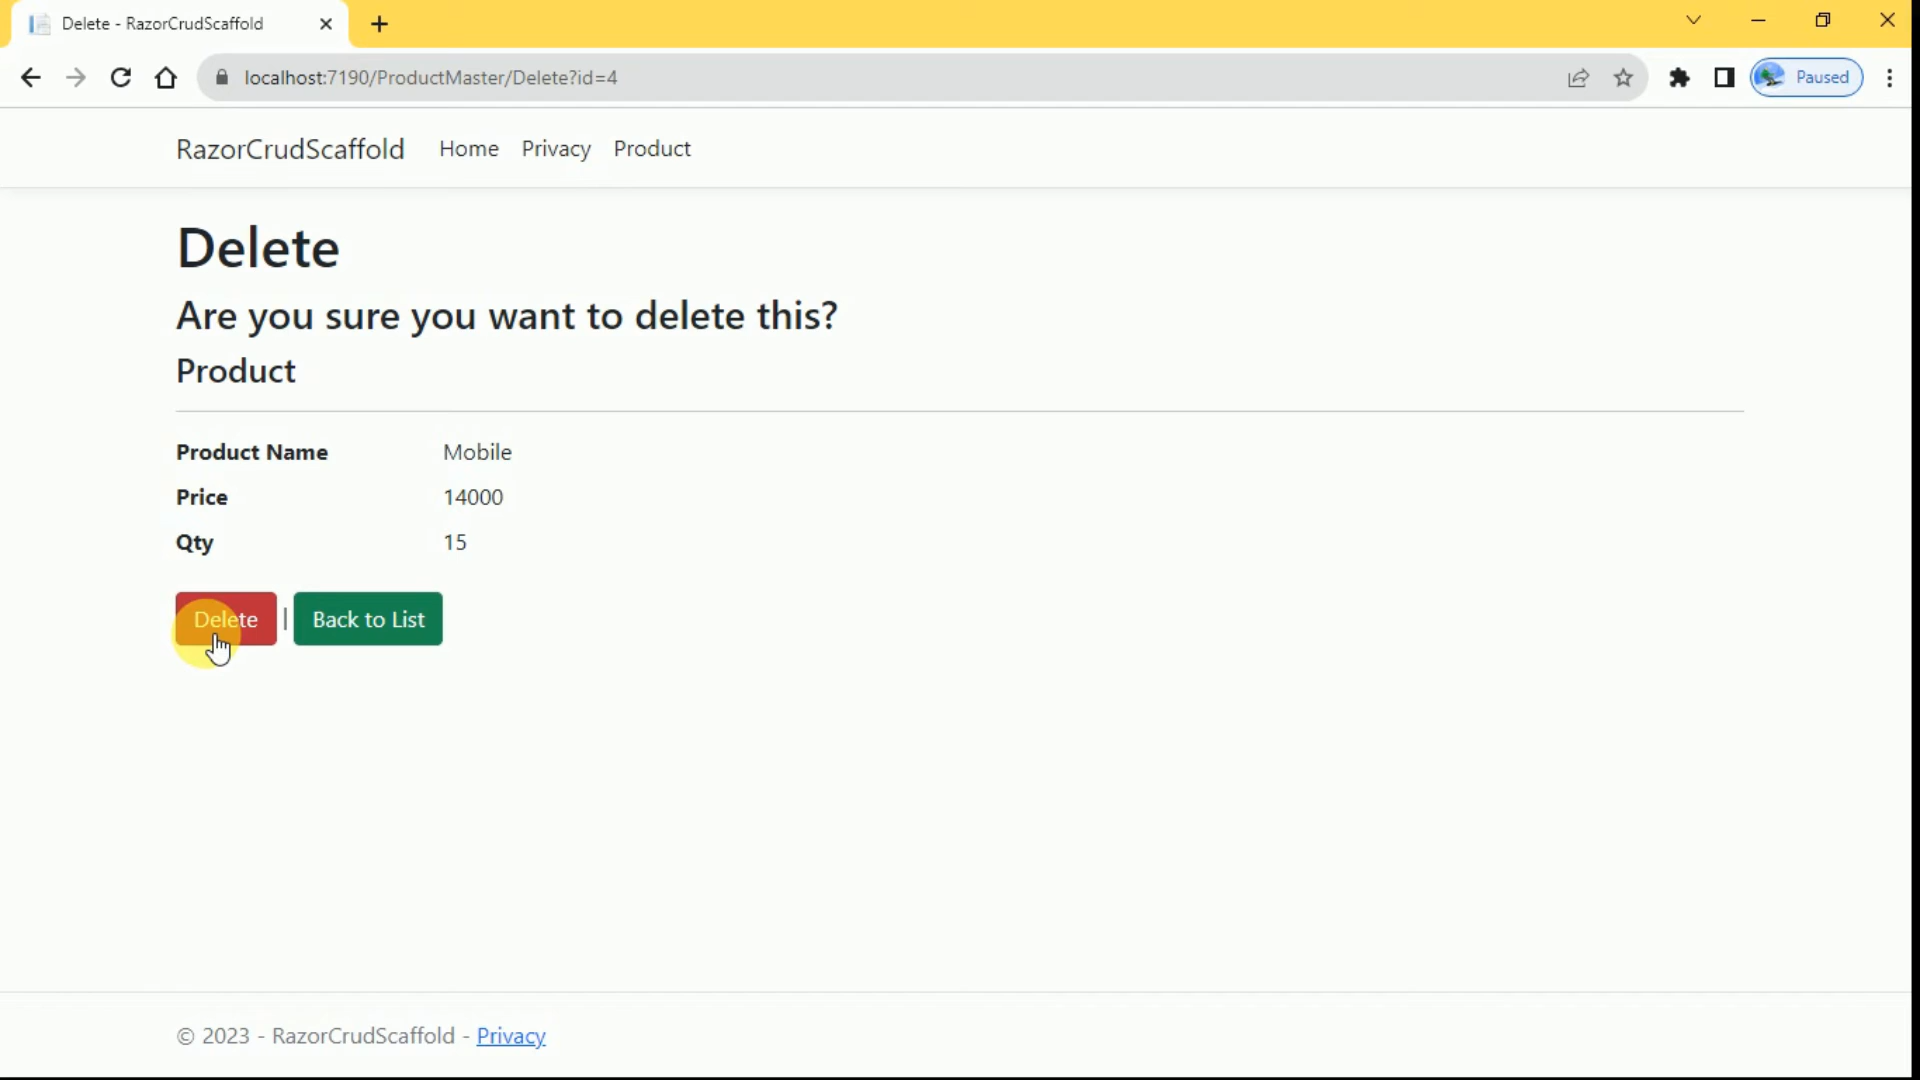 Delete - RazorCrudScaffold
localhost:7190/ProductMaster/Delete?id=4
Paused
RazorCrudScaffold Home Privacy Product
Delete
Are you sure you want to delete this?
Product
Product Name Mobile
Price 14000
Qty 15
Delete | Back to List
© 2023 - RazorCrudScaffold - Privacy